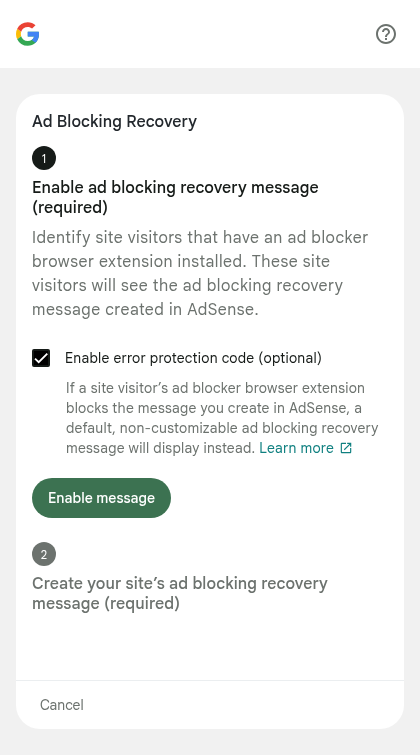 Ad Blocking Recovery
1
Enable ad blocking recovery message
(required)
Identify site visitors that have an ad blocker
browser extension installed. These site
visitors will see the ad blocking recovery
message created in AdSense.
Enable error protection code (optional)
If a site visitor’s ad blocker browser extension
blocks the message you create in AdSense, a
default, non-customizable ad blocking recovery
message will display instead. Learn more
Enable message
2
Create your site’s ad blocking recovery
message (required)
Cancel